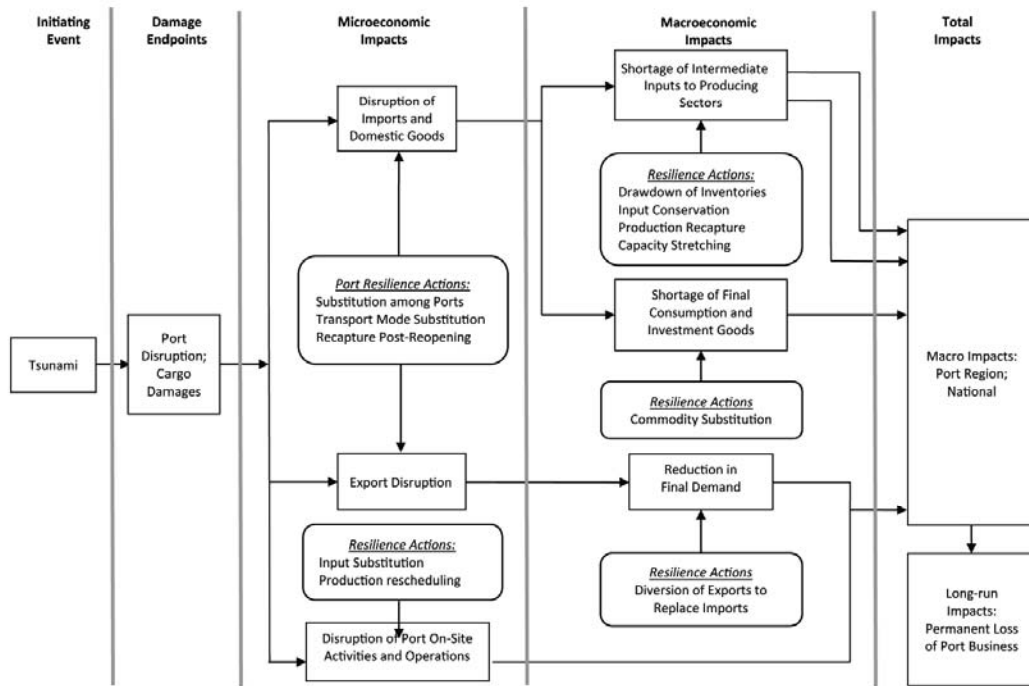 Initiating
Event
Damage
Endpoints
Microeconomic
Impacts
Macroeconomic
Impacts
Total
Impacts
Tsunami
Port
Disruption;
Cargo
Damages
Disruption of
Imports and
Domestic Goods
Port Resilience Actions:
Substitution among Ports
Transport Mode Substitution
Recapture Post-Reopening
Export Disruption
Resilience Actions:
Input Substitution
Production rescheduling
Disruption of Port On-Site
Activities and Operations
Shortage of Intermediate
Inputs to Producing
Sectors
Resilience Actions:
Drawdown of Inventories
Input Conservation
Production Recapture
Capacity Stretching
Shortage of Final
Consumption and
Investment Goods
Resilience Actions
Commodity Substitution
Reduction in
Final Demand
Resilience Actions
Diversion of Exports to
Replace Imports
Macro Impacts:
Port Region;
National
Long-run
Impacts:
Permanent Loss
of Port Business